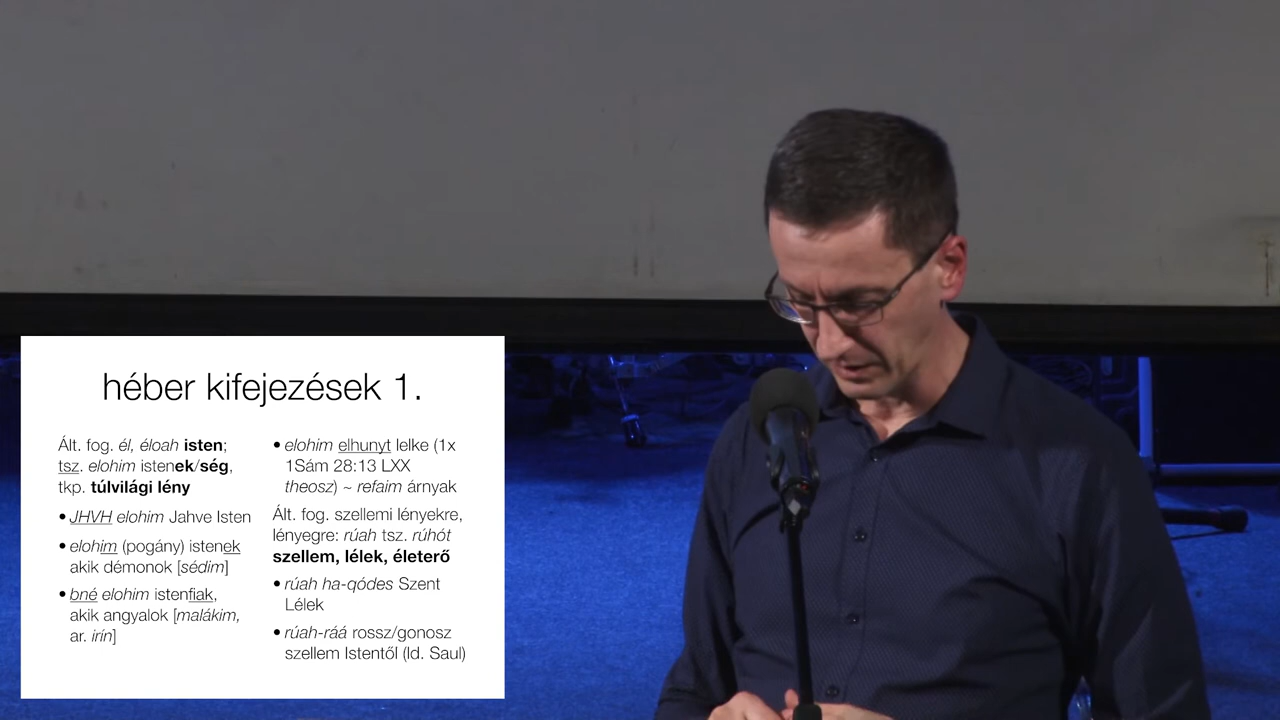 héber kifejezések 1.
Ált. fog. él, éloah isten;
tsz. elohim istenek/ség,
tkp. túlvilági lény
• JHVH elohim Jahve Isten
• elohim (pogány) istenek
akik démonok [sédim]
• bné elohim istenfiak,
akik angyalok [malákim,
ar. irín]
• elohim elhunyt lelke (1x
1Sám 28:13 LXX
theosz) ~ refaim árnyak
Ált. fog. szellemi lényekre,
lényegre: rúah tsz. rúhót
szellem, lélek, életerő
• rúah ha-qódes Szent
Lélek
• rúah-ráá rossz/gonosz
szellem Istentől (ld. Saul)